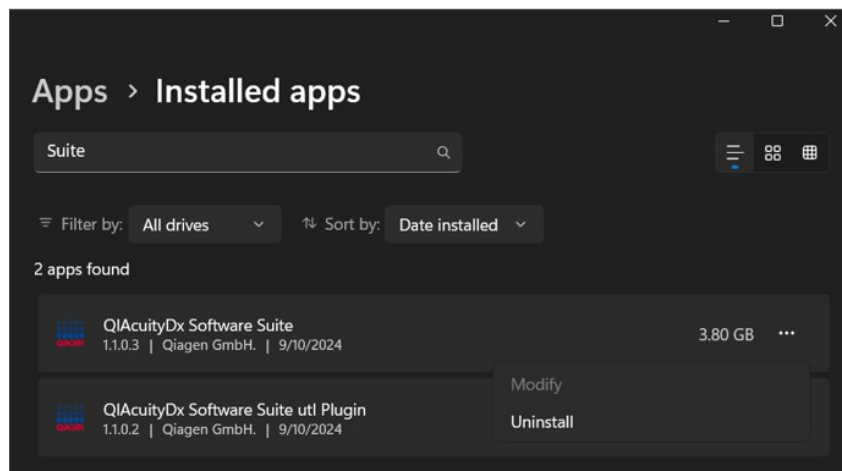 Apps > Installed apps
Suite
Filter by: All drives Sort by: Date installed
2 apps found
QIAcuityDx Software Suite
1.1.0.3 | Qiagen GmbH. | 9/10/2024
3.80 GB ...
Modify
Uninstall
QIAcuityDx Software Suite utl Plugin
1.1.0.2 | Qiagen GmbH. | 9/10/2024
QIAGEN
QIAGEN